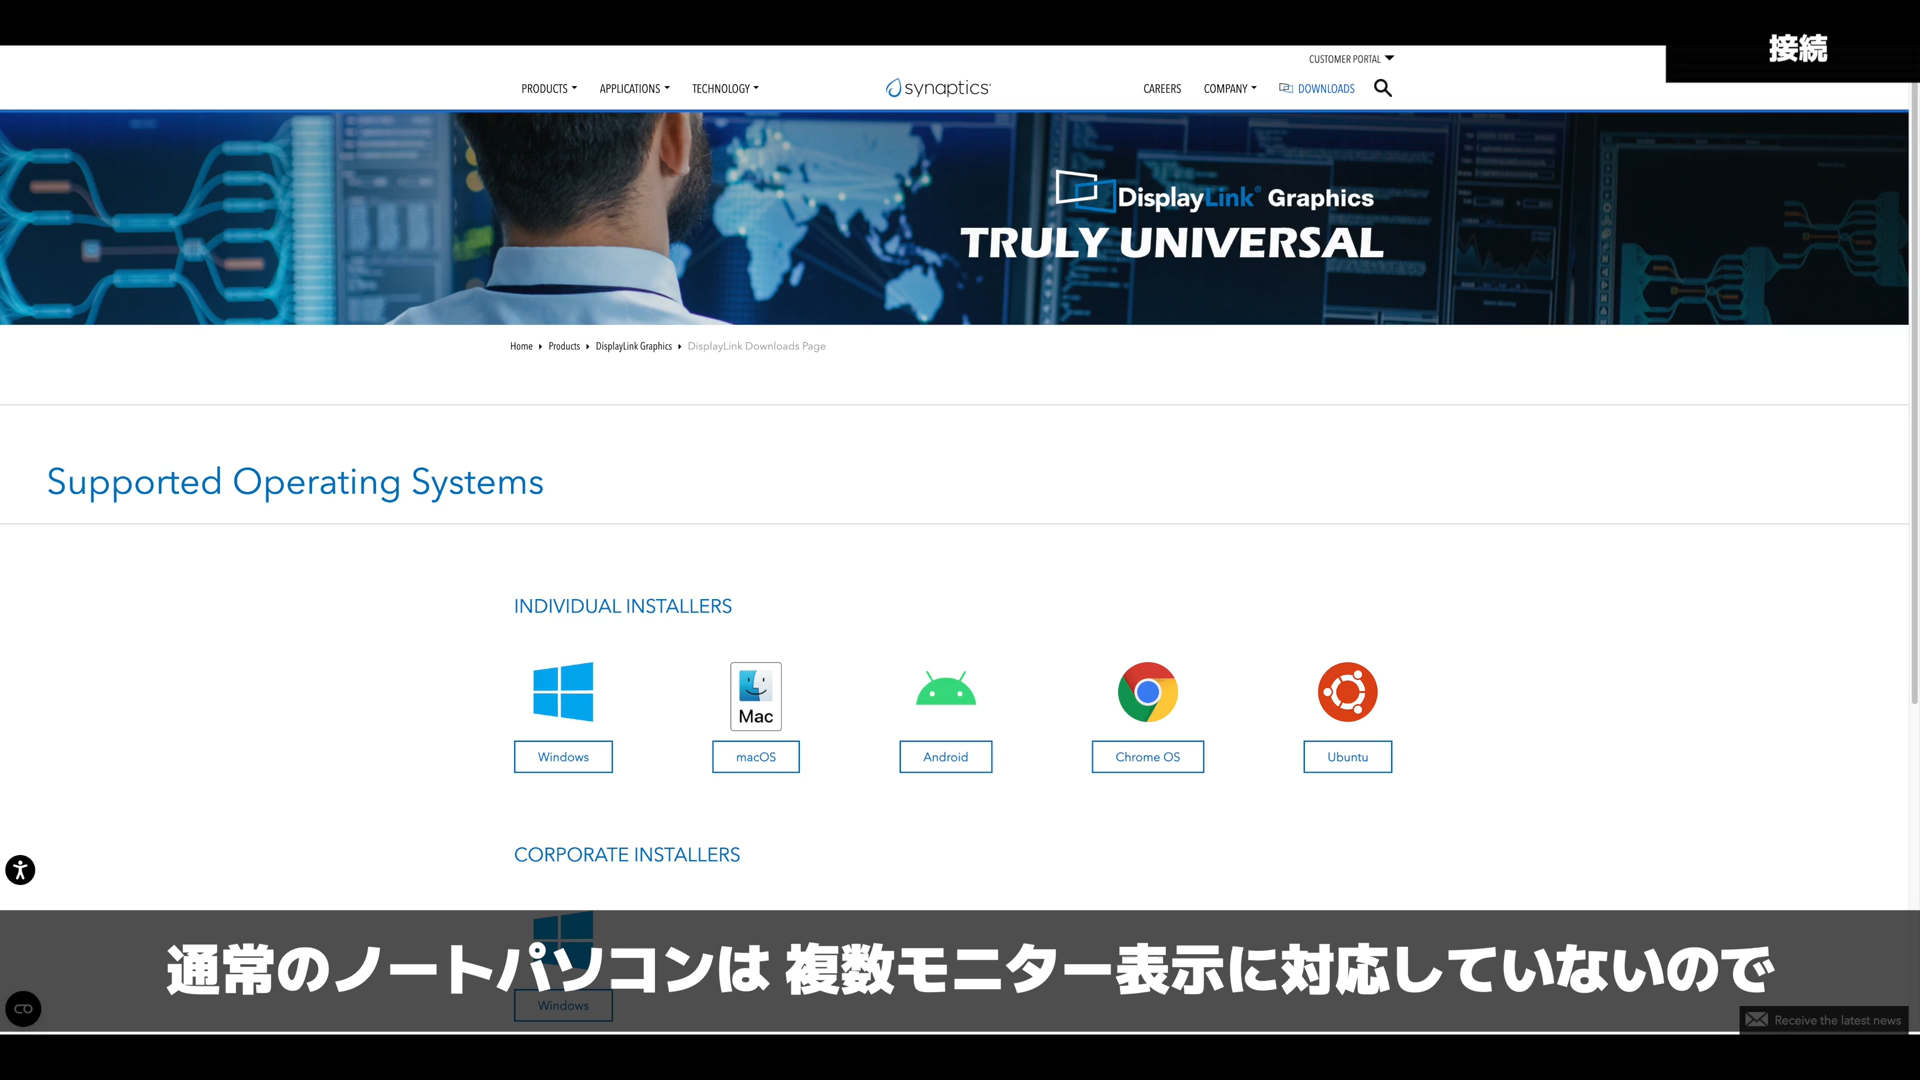 接続
CUSTOMER PORTAL
PRODUCTS APPLICATIONS TECHNOLOGY synaptics CAREERS COMPANY DOWNLOADS
DisplayLink® Graphics
TRULY UNIVERSAL
Home Products DisplayLink Graphics DisplayLink Downloads Page
Supported Operating Systems
INDIVIDUAL INSTALLERS
Mac
Windows macOS Android Chrome OS Ubuntu
CORPORATE INSTALLERS
通常のノートパソコンは 複数モニター表示に対応していないので
Windows
Receive the latest news